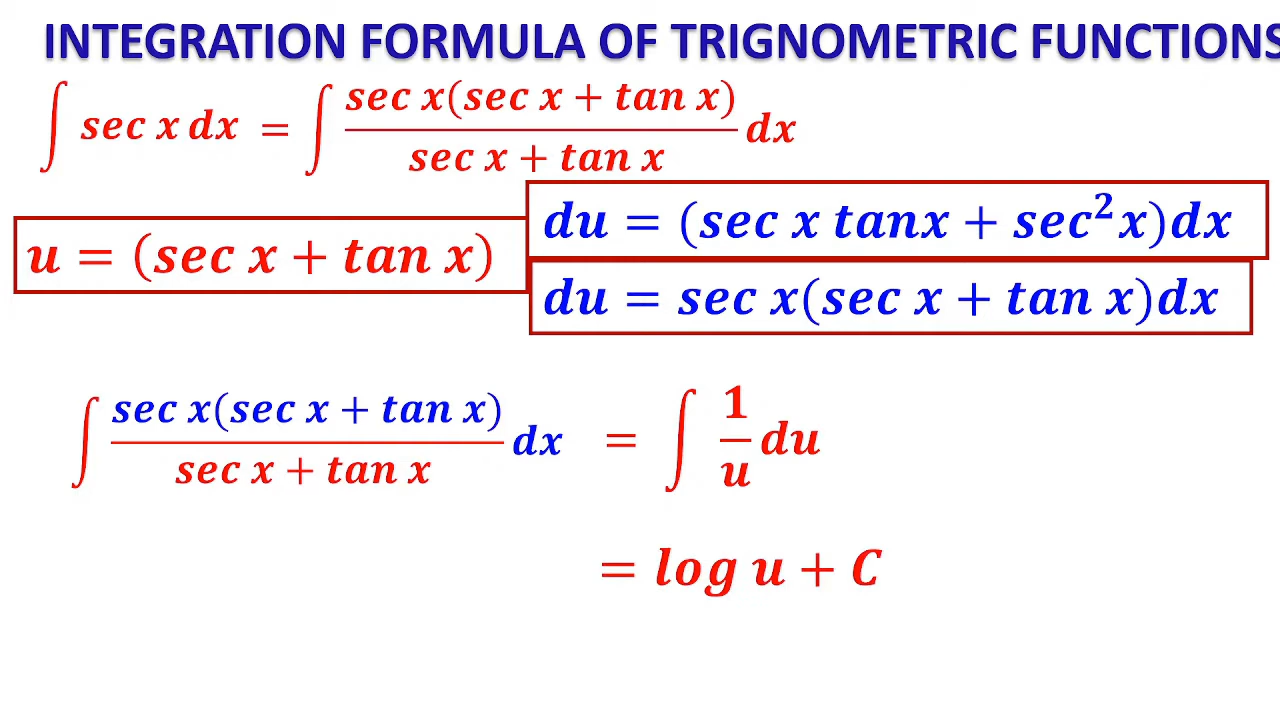 INTEGRATION FORMULA OF TRIGNOMETRIC FUNCTIONS
∫ sec x dx = ∫ sec x(sec x + tan x) / sec x + tan x dx
u = (sec x + tan x)
du = (sec x tanx + sec²x)dx
du = sec x(sec x + tan x)dx
∫ sec x(sec x + tan x) / sec x + tan x dx = ∫ 1/u du
= log u + C